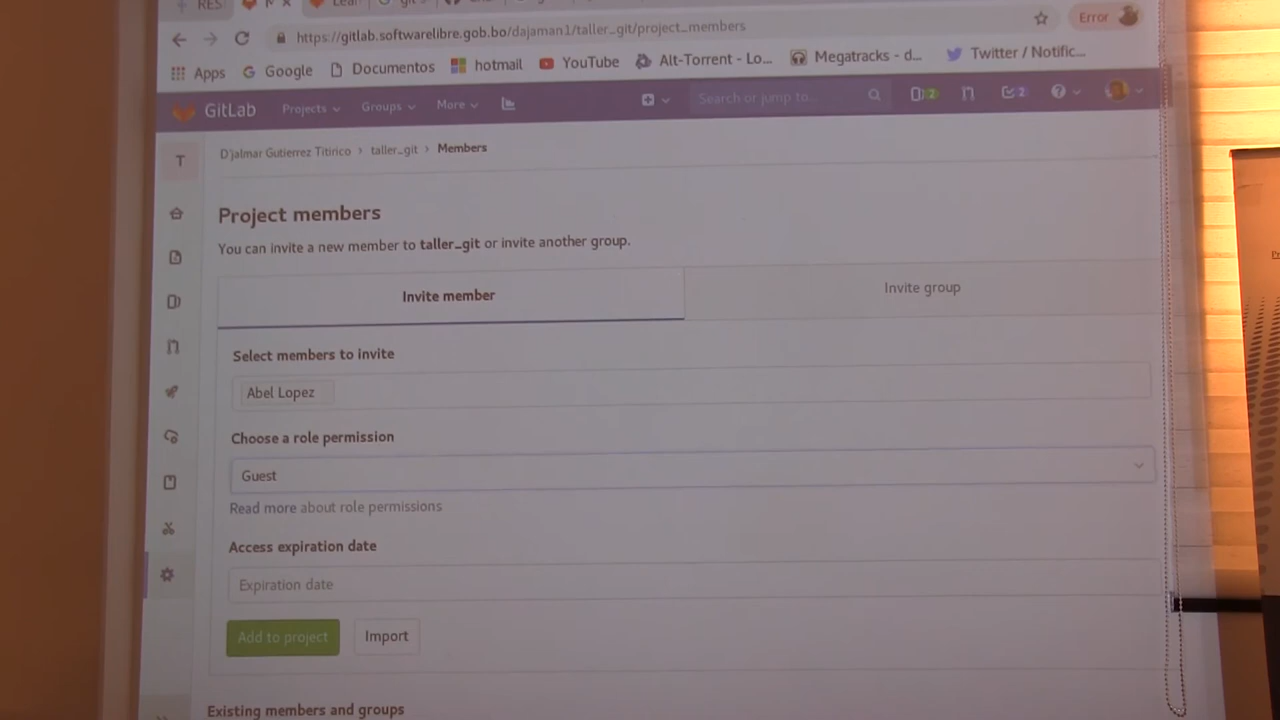 RES
Lear
https://gitlab.softwarelibre.gob.bo/dajaman1/taller_git/project_members
Error
Apps Google Documentos hotmail YouTube Alt-Torrent - Lo... Megatracks - d... Twitter / Notific...
GitLab Projects Groups More Search or jump to... 2 2
T
D'jalmar Gutierrez Titirico › taller_git › Members
Project members
You can invite a new member to taller_git or invite another group.
Invite member Invite group
Select members to invite
Abel Lopez
Choose a role permission
Guest
Read more about role permissions
Access expiration date
Expiration date
Add to project Import
Existing members and groups